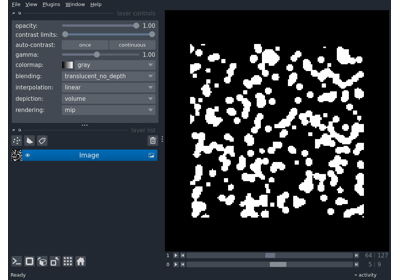 File View Plugins Window Help
layer controls
opacity: 1.00
contrast limits:
auto-contrast: once continuous
gamma: 1.00
colormap: gray
blending: translucent_no_depth
interpolation: linear
depiction: volume
rendering: mip
layer list
Image
1 64 127
0 5 9
Ready activity